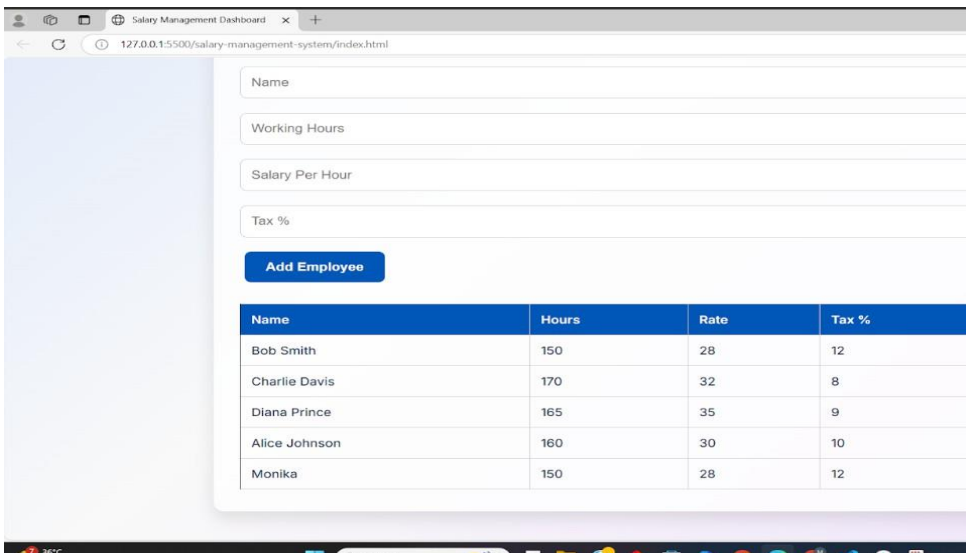 Salary Management Dashboard
127.0.0.1:5500/salary-management-system/index.html
Name
Working Hours
Salary Per Hour
Tax %
Add Employee
Name Hours Rate Tax %
Bob Smith 150 28 12
Charlie Davis 170 32 8
Diana Prince 165 35 9
Alice Johnson 160 30 10
Monika 150 28 12
7 36°C